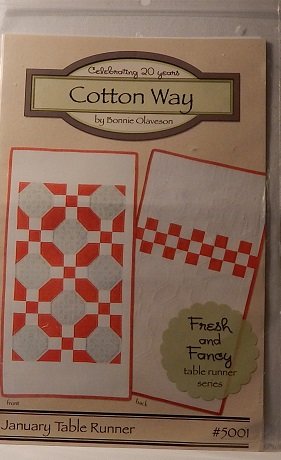 Celebrating 20 years
Cotton Way
by Bonnie Olaveson
Fresh
and
Fancy
table runner
series
front
back
January Table Runner
#5001